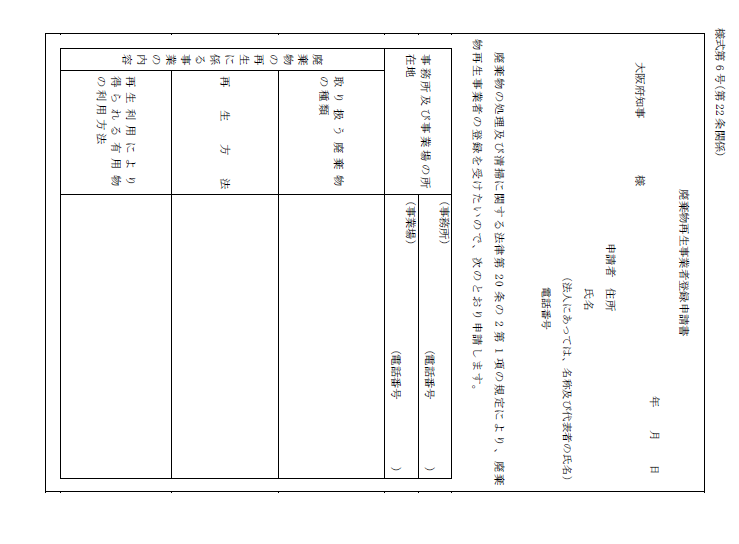 様式第6号(第22条関係)
廃棄物再生事業者登録申請書
年　月　日
大阪府知事　　　様
申請者　住所
氏名
(法人にあっては、名称及び代表者の氏名)
電話番号
廃棄物の処理及び清掃に関する法律第20条の2第1項の規定により、廃棄
物再生事業者の登録を受けたいので、次のとおり申請します。
事務所及び事業場の所
在地
(事務所)
(電話番号　　　)
(事業場)
(電話番号　　　)
廃棄物の再生に係る事業の内容
取り扱う廃棄物
の種類
再生方法
再生利用により
得られる有用物
の利用方法